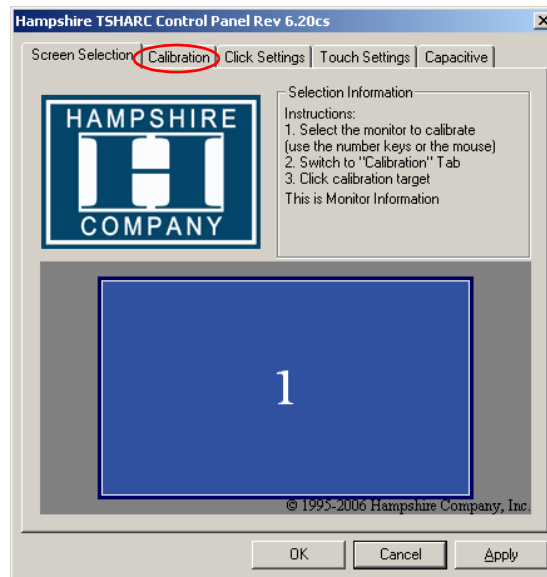 Hampshire TSHARC Control Panel Rev 6.20cs
Screen Selection Calibration Click Settings Touch Settings Capacitive
HAMPSHIRE
COMPANY
Selection Information
Instructions:
1. Select the monitor to calibrate
(use the number keys or the mouse)
2. Switch to "Calibration" Tab
3. Click calibration target
This is Monitor Information
1
© 1995-2006 Hampshire Company, Inc.
OK Cancel Apply